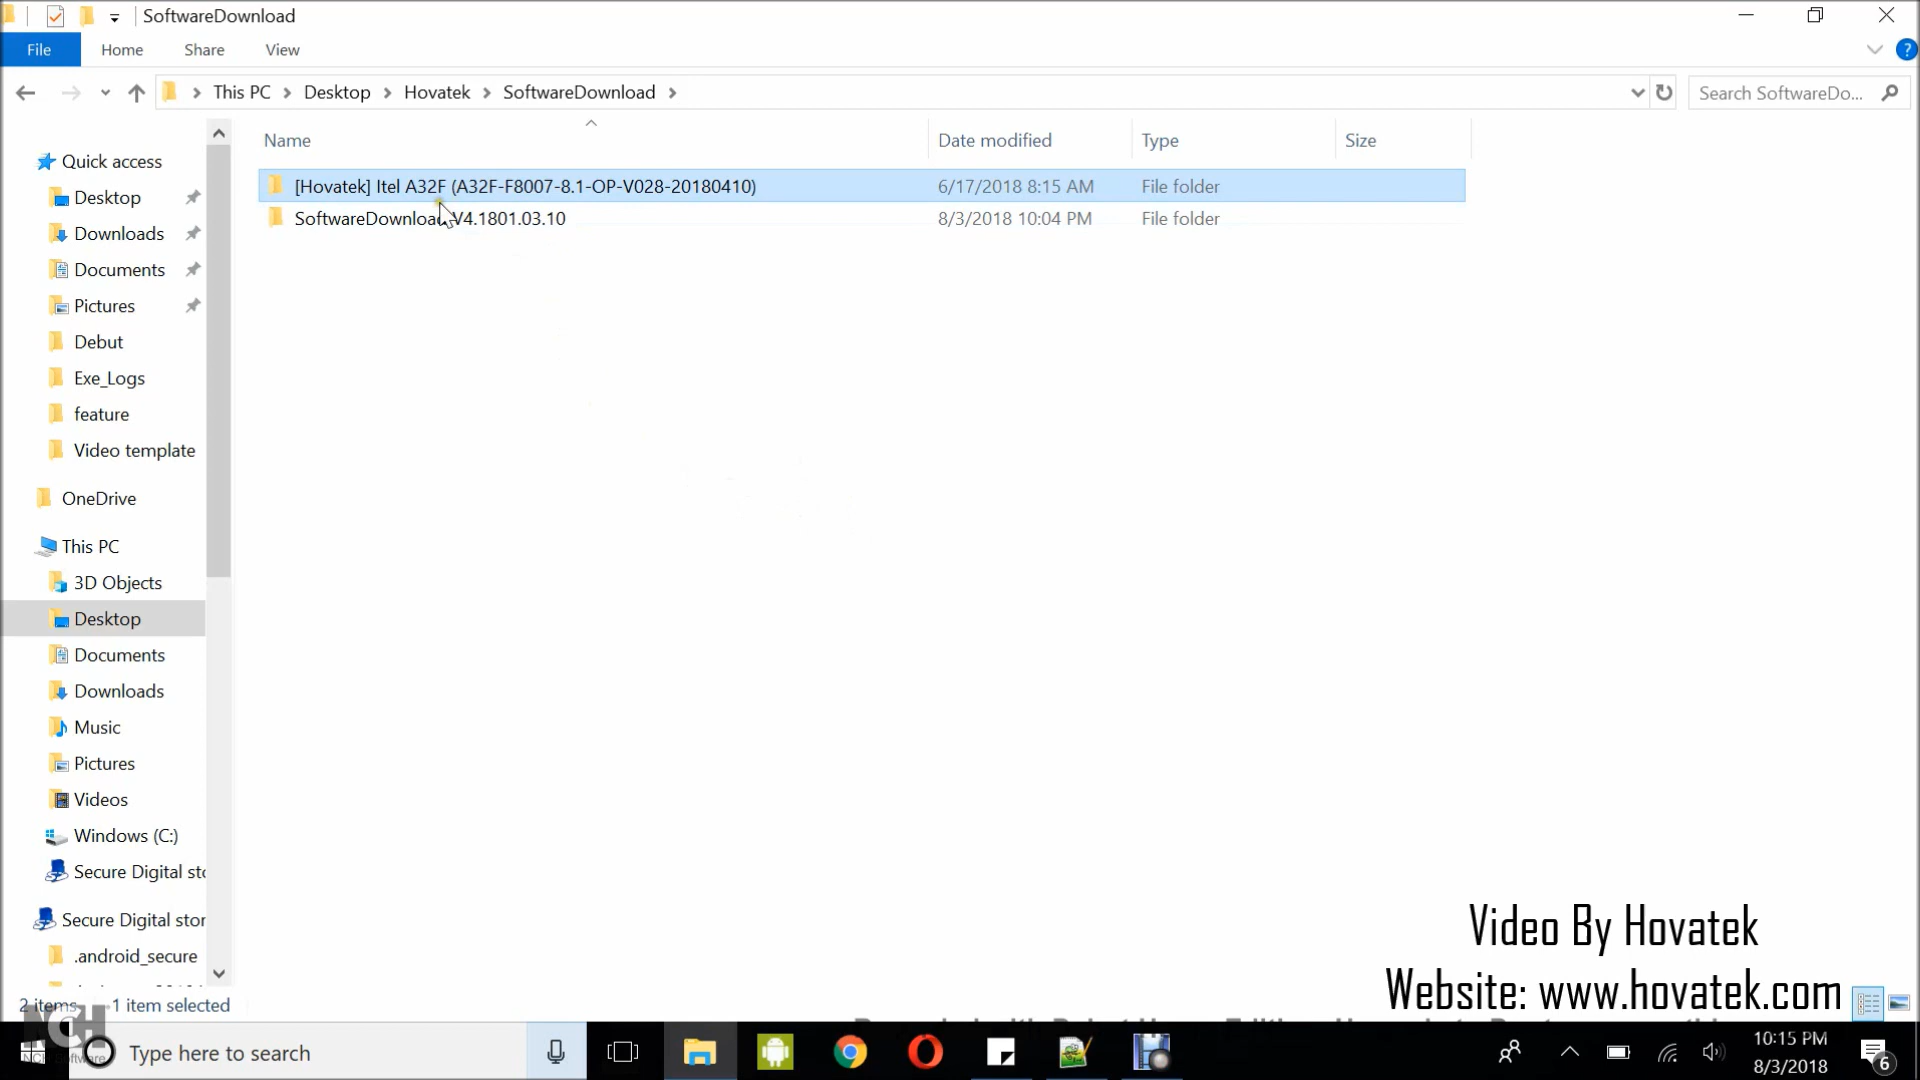 SoftwareDownload
File Home Share View
This PC Desktop Hovatek SoftwareDownload
Search SoftwareDo...
Name Date modified Type Size
[Hovatek] Itel A32F (A32F-F8007-8.1-OP-V028-20180410) 6/17/2018 8:15 AM File folder
SoftwareDownload V4.1801.03.10 8/3/2018 10:04 PM File folder
Quick access
Desktop
Downloads
Documents
Pictures
Debut
Exe_Logs
feature
Video template
OneDrive
This PC
3D Objects
Desktop
Documents
Downloads
Music
Pictures
Videos
Windows (C:)
Secure Digital sto
Secure Digital stor
.android_secure
2 items 1 item selected
Video By Hovatek
Website: www.hovatek.com
NCH
Software
Type here to search
10:15 PM
8/3/2018
6